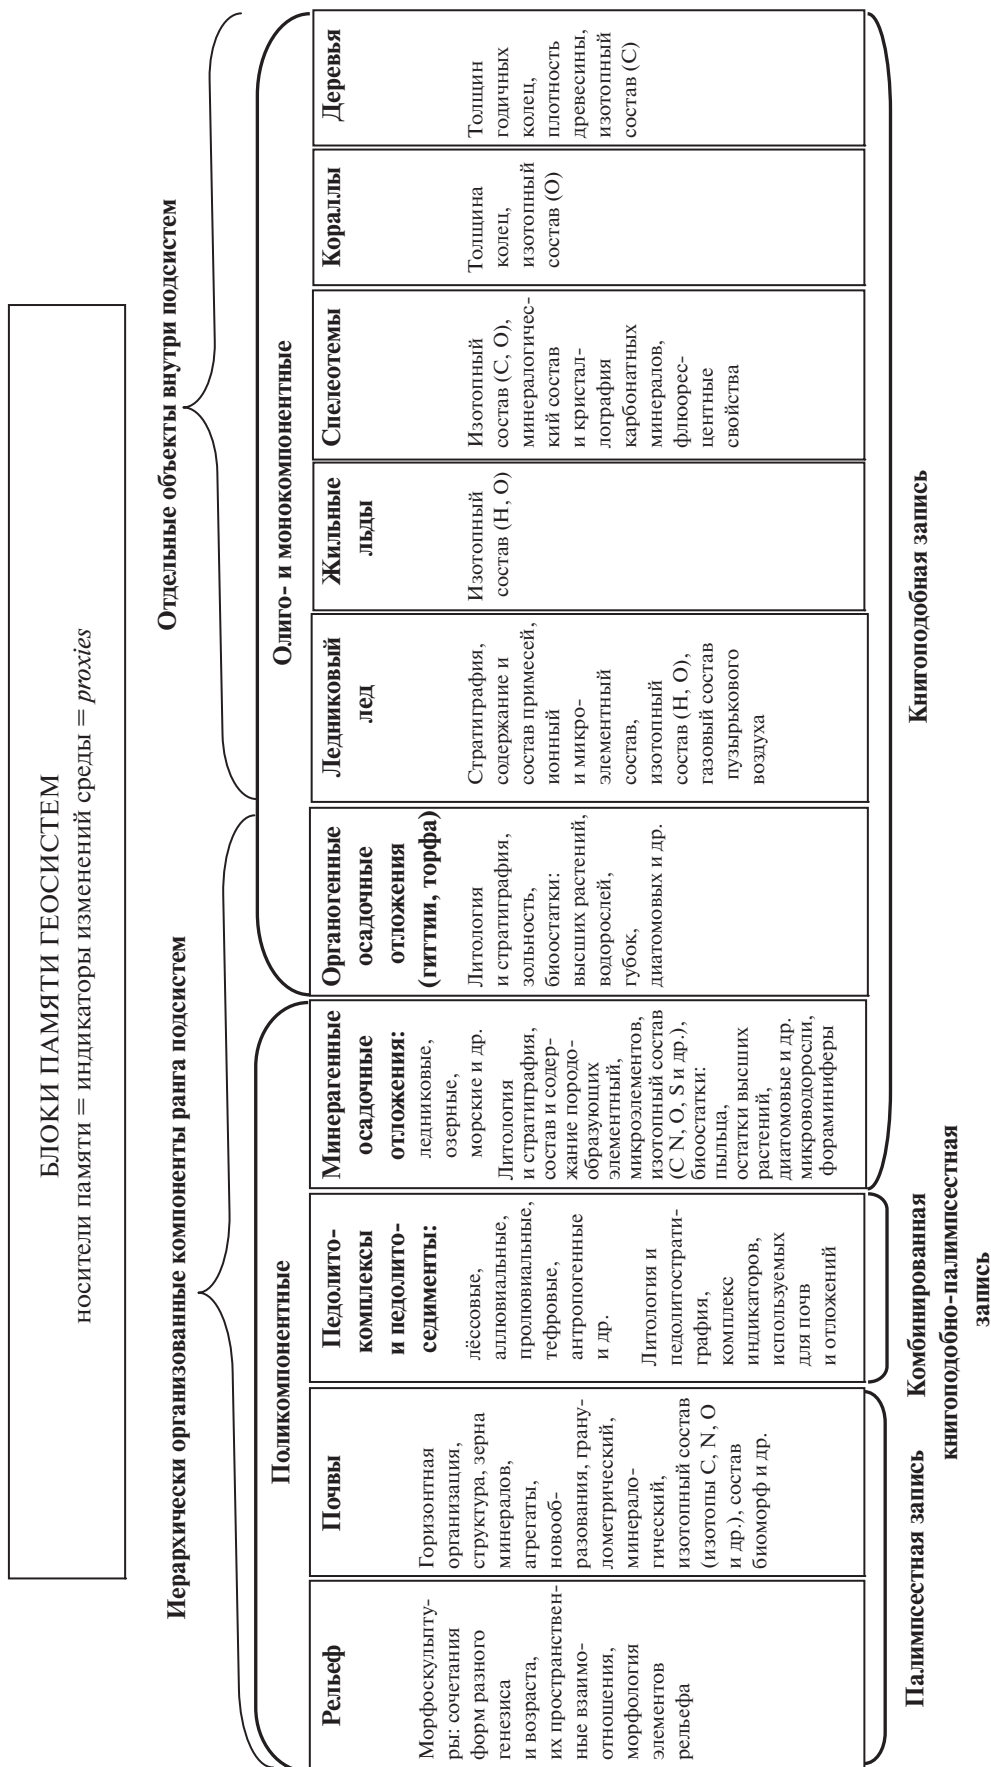 БЛОКИ ПАМЯТИ ГЕОСИСТЕМ
носители памяти = индикаторы изменений среды = proxies
Иерархически организованные компоненты ранга подсистем
Отдельные объекты внутри подсистем
Поликомпонентные
Олиго- и монокомпонентные
Рельеф
Морфоскульпту-
ры: сочетания
форм разного
генезиса
и возраста,
их пространствен-
ные взаимо-
отношения,
морфология
элементов
рельефа
Почвы
Горизонтная
организация,
структура, зерна
минералов,
агрегаты,
новооб-
разования, грану-
лометрический,
минерало-
гический,
изотопный состав
(изотопы C, N, O
и др.), состав
биоморф и др.
Педолито-
комплексы
и педолито-
седименты:
лёссовые,
аллювиальные,
пролювиальные,
тефровые,
антропогенные
и др.
Литология и
педолитострати-
графия,
комплекс
индикаторов,
используемых
для почв
и отложений
Минерагенные
осадочные
отложения:
ледниковые,
озерные,
морские и др.
Литология
и стратиграфия,
состав и содер-
жание породо-
образующих
элементный,
микроэлементов,
изотопный состав
(C N, O, S и др.),
биоостатки:
пыльца,
остатки высших
растений,
диатомовые и др.
микроводоросли,
фораминиферы
Органогенные
осадочные
отложения
(гиттии, торфа)
Литология
и стратиграфия,
зольность,
биоостатки:
высших растений,
водорослей,
губок,
диатомовых и др.
Ледниковый
лед
Стратиграфия,
содержание и
состав примесей,
ионный
и микро-
элементный
состав,
изотопный
состав (H, O),
газовый состав
пузырькового
воздуха
Жильные
льды
Изотопный
состав (H, O)
Спелеотемы
Изотопный
состав (C, O),
минералогичес-
кий состав
и кристал-
лография
карбонатных
минералов,
флюорес-
центные
свойства
Кораллы
Толщина
колец,
изотопный
состав (O)
Деревья
Толщин
годичных
колец,
плотность
древесины,
изотопный
состав (C)
Палимпсестная запись
Комбинированная
книгоподобно-палимпсестная
запись
Книгоподобная запись